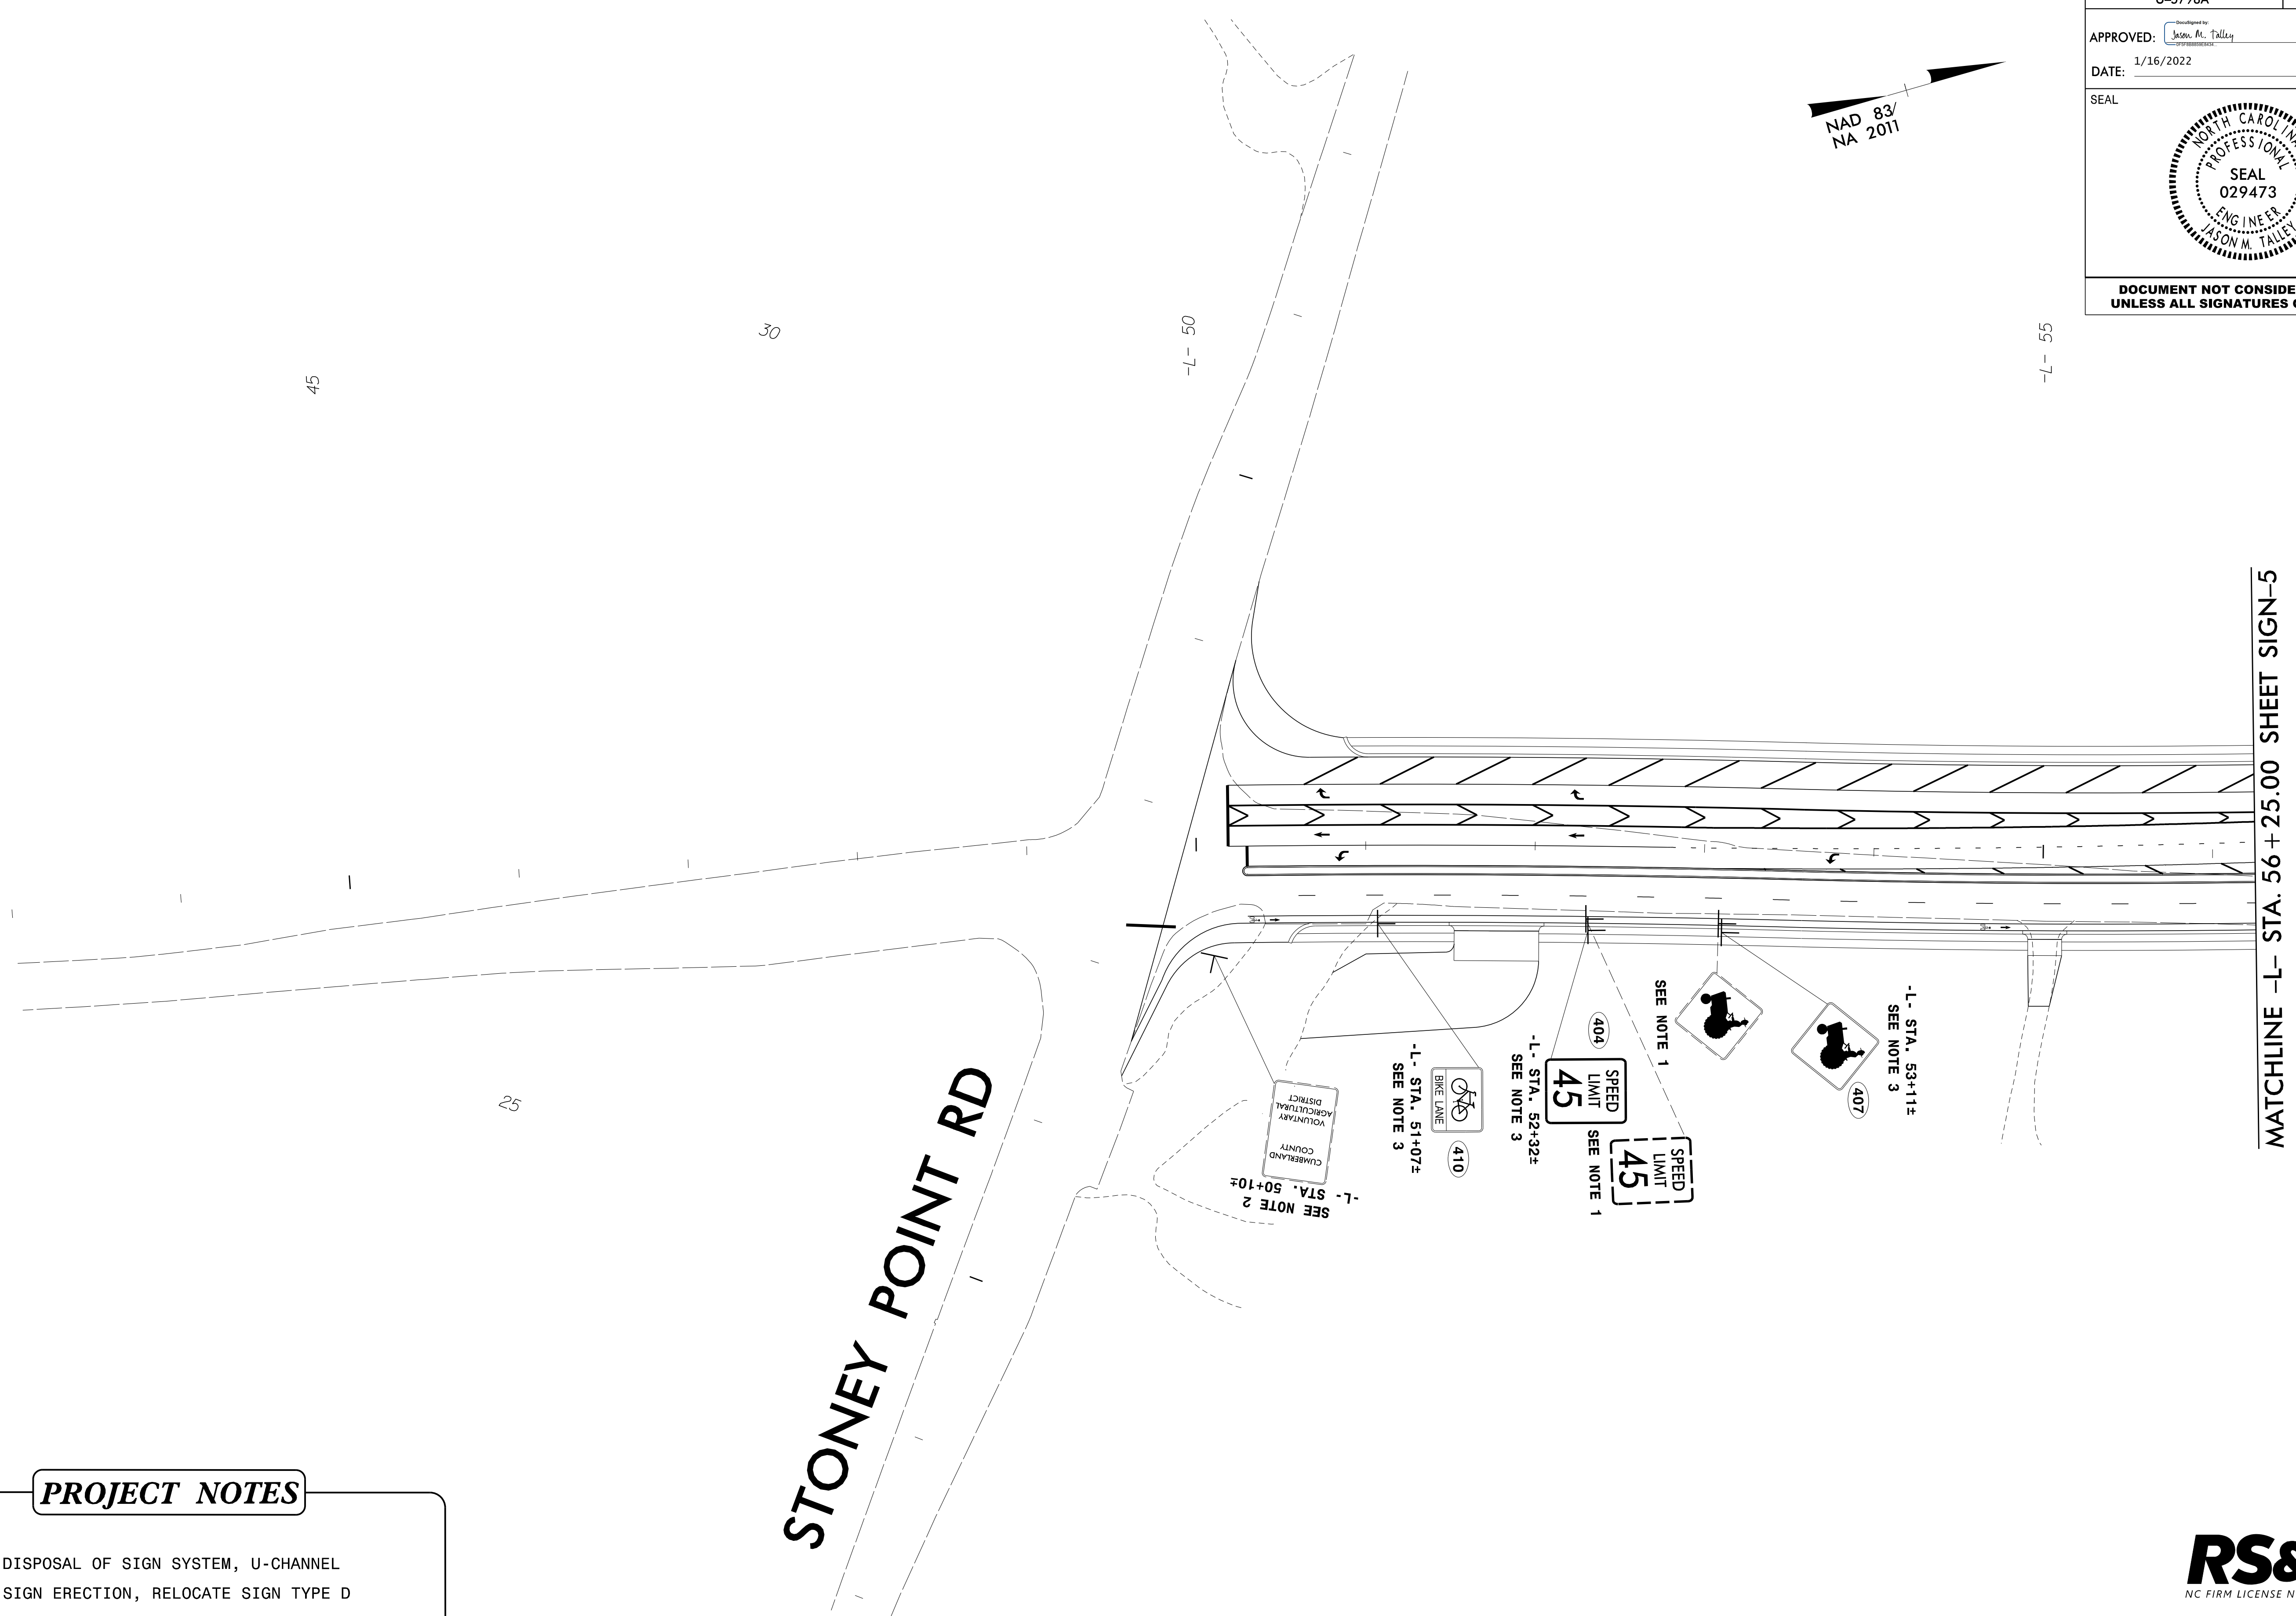 APPROVED:
DocuSigned by:
Jason M. Talley
DATE:
1/16/2022
SEAL
NORTH CAROLINA
PROFESSIONAL
SEAL
029473
ENGINEER
JASON M. TALLEY
DOCUMENT NOT CONSIDE
UNLESS ALL SIGNATURES
NAD 83/
NA 2011
45
30
-L- 50
-L- 55
25
MATCHLINE -L- STA. 56+25.00 SHEET SIGN-5
STONEY POINT RD
CUMBERLAND
COUNTY
VOLUNTARY
AGRICULTURAL
DISTRICT
-L- STA. 50+10±
SEE NOTE 2
-L- STA. 51+07±
SEE NOTE 3
BIKE LANE
410
-L- STA. 52+32±
SEE NOTE 3
404
SPEED
LIMIT
45
SEE NOTE 1
SPEED
LIMIT
45
SEE NOTE 1
-L- STA. 53+11±
SEE NOTE 3
407
PROJECT NOTES
DISPOSAL OF SIGN SYSTEM, U-CHANNEL
SIGN ERECTION, RELOCATE SIGN TYPE D
RS&
NC FIRM LICENSE N